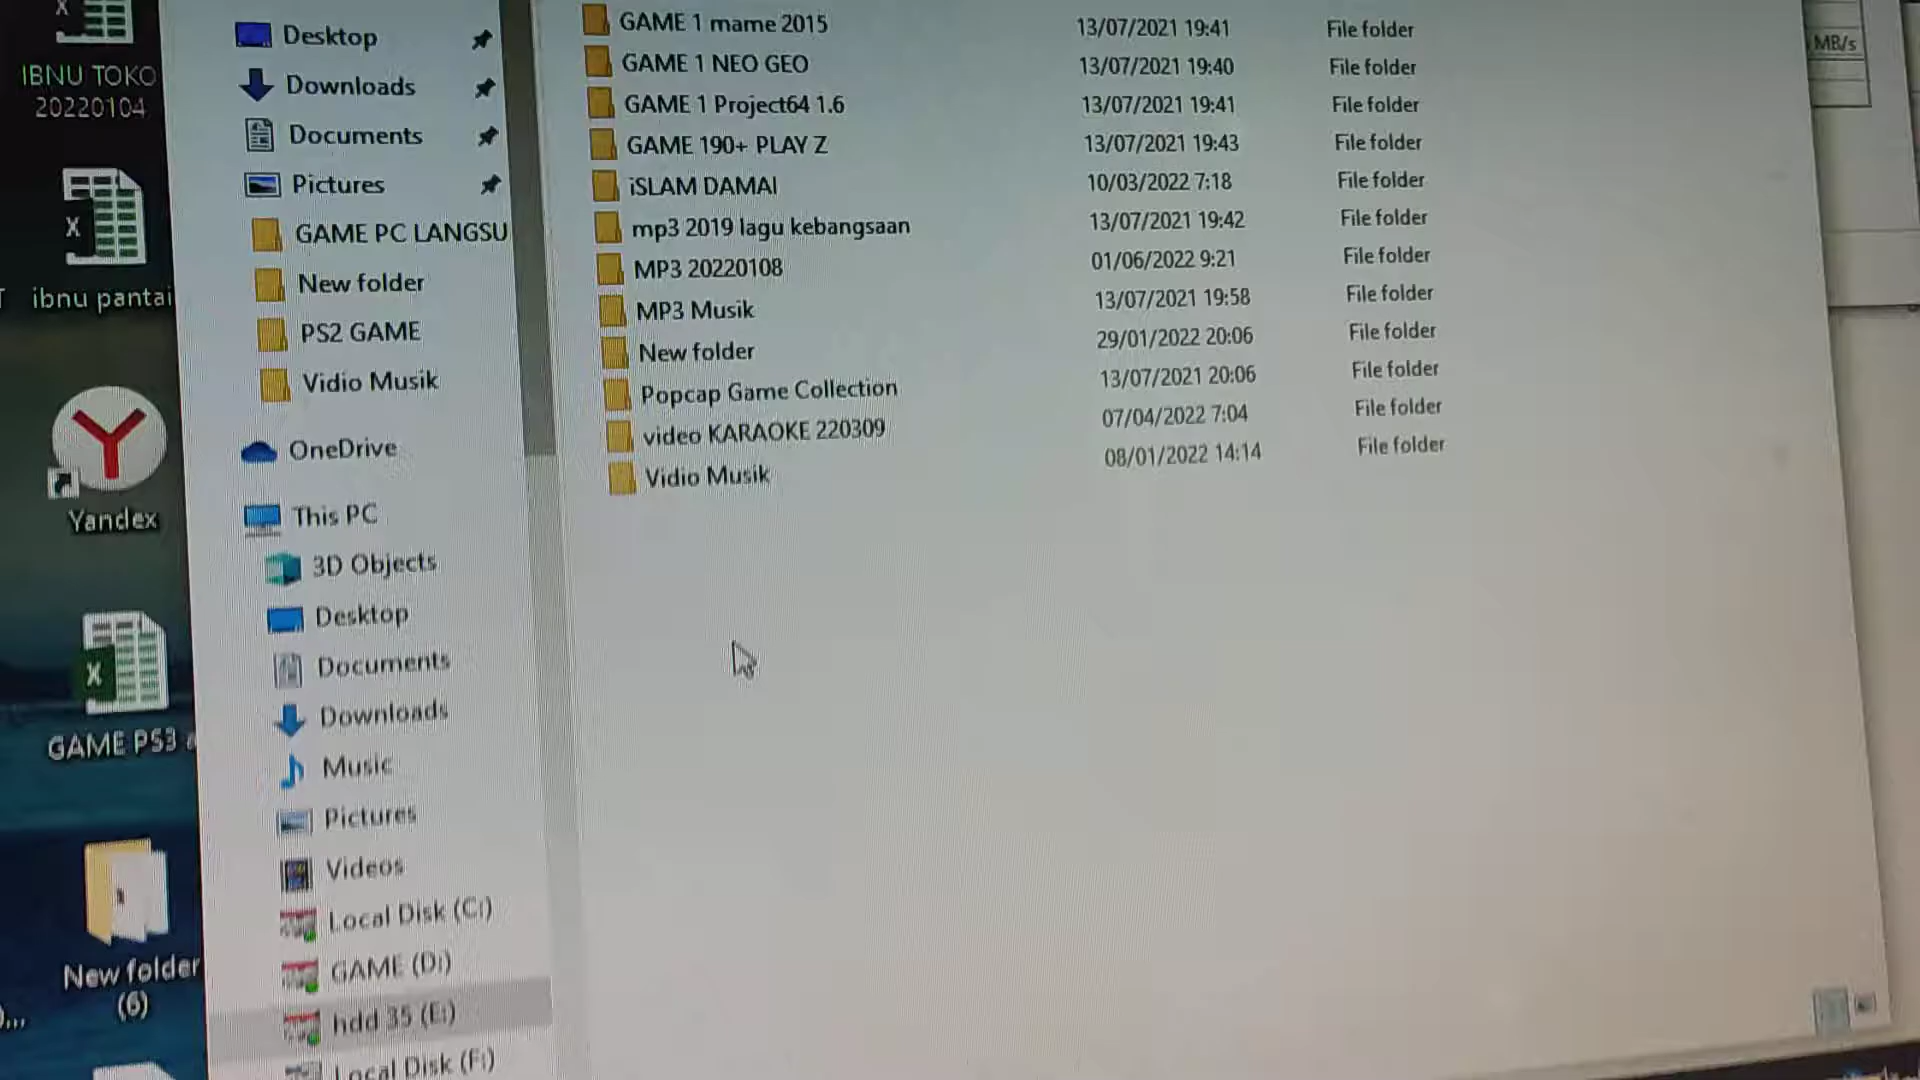 IBNU TOKO
20220104
ibnu pantai
Yandex
GAME PS3
New folder
(6)
Desktop
Downloads
Documents
Pictures
GAME PC LANGSU
New folder
PS2 GAME
Vidio Musik
OneDrive
This PC
3D Objects
Desktop
Documents
Downloads
Music
Pictures
Videos
Local Disk (C:)
GAME (D:)
hdd 35 (E:)
Local Disk (F:)
GAME 1 mame 2015 13/07/2021 19:41 File folder
GAME 1 NEO GEO 13/07/2021 19:40 File folder
GAME 1 Project64 1.6 13/07/2021 19:41 File folder
GAME 190+ PLAY Z 13/07/2021 19:43 File folder
iSLAM DAMAI 10/03/2022 7:18 File folder
mp3 2019 lagu kebangsaan 13/07/2021 19:42 File folder
MP3 20220108 01/06/2022 9:21 File folder
MP3 Musik 13/07/2021 19:58 File folder
New folder 29/01/2022 20:06 File folder
Popcap Game Collection 13/07/2021 20:06 File folder
video KARAOKE 220309 07/04/2022 7:04 File folder
Vidio Musik 08/01/2022 14:14 File folder
MB/s